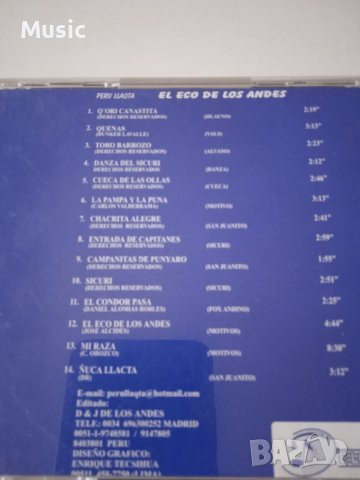 Music
PERU LLAQTA EL ECO DE LOS ANDES
1. Q'ORI CANASTITA 2:19"
(DERECHOS RESERVADOS) (HUAYNO)
2. QUENAS 3:13"
(DUNKER LAVALLE) (VALS)
3. TORO BARROZO 2:23"
(DERECHOS RESERVADOS) (ALVANO)
4. DANZA DEL SICURI 2:12"
DERECHOS RESERVADOS (DANZA)
5. CUECA DE LAS OLLAS 2:46"
(DERECHOS RESERVADOS) (CUECA)
6. LA PAMPA Y LA PUNA 3:13"
(CARLOS VALDERRAMA) (MOTIVO)
7. CHACRITA ALEGRE 2:41"
(DERECHOS RESERVADOS) (SAN JUANITO)
8. ENTRADA DE CAPITANES 2:59"
(DERECHOS RESERVADOS) (SICURI)
9. CAMPANITAS DE PUNYARO 1:55"
(DERECHOS RESERVADOS) (SAN JUANITO)
10. SICURI 2:51"
(DERECHOS RESERVADOS) (SICURI)
11. EL CONDOR PASA 2:25"
(DANIEL ALOMIAS ROBLES) (FOX ANDINO)
12. EL ECO DE LOS ANDES 4:44"
(JOSE ALCIDES) (MOTIVOS)
13. MI RAZA 8:30"
(C. OROZCO) (MOTIVOS)
14. ÑUCA LLACTA 3:12"
(DR) (SAN JUANITO)
E-mail: perullaqta@hotmail.com
Editado:
D & J DE LOS ANDES
TELF.: 0034 696300252 MADRID
0051-1-9748501 / 9147805
8403801 PERU
DISEÑO GRAFICO:
ENRIQUE TECSIHUA
00511 458-7750 (LIMA)
BAZAR